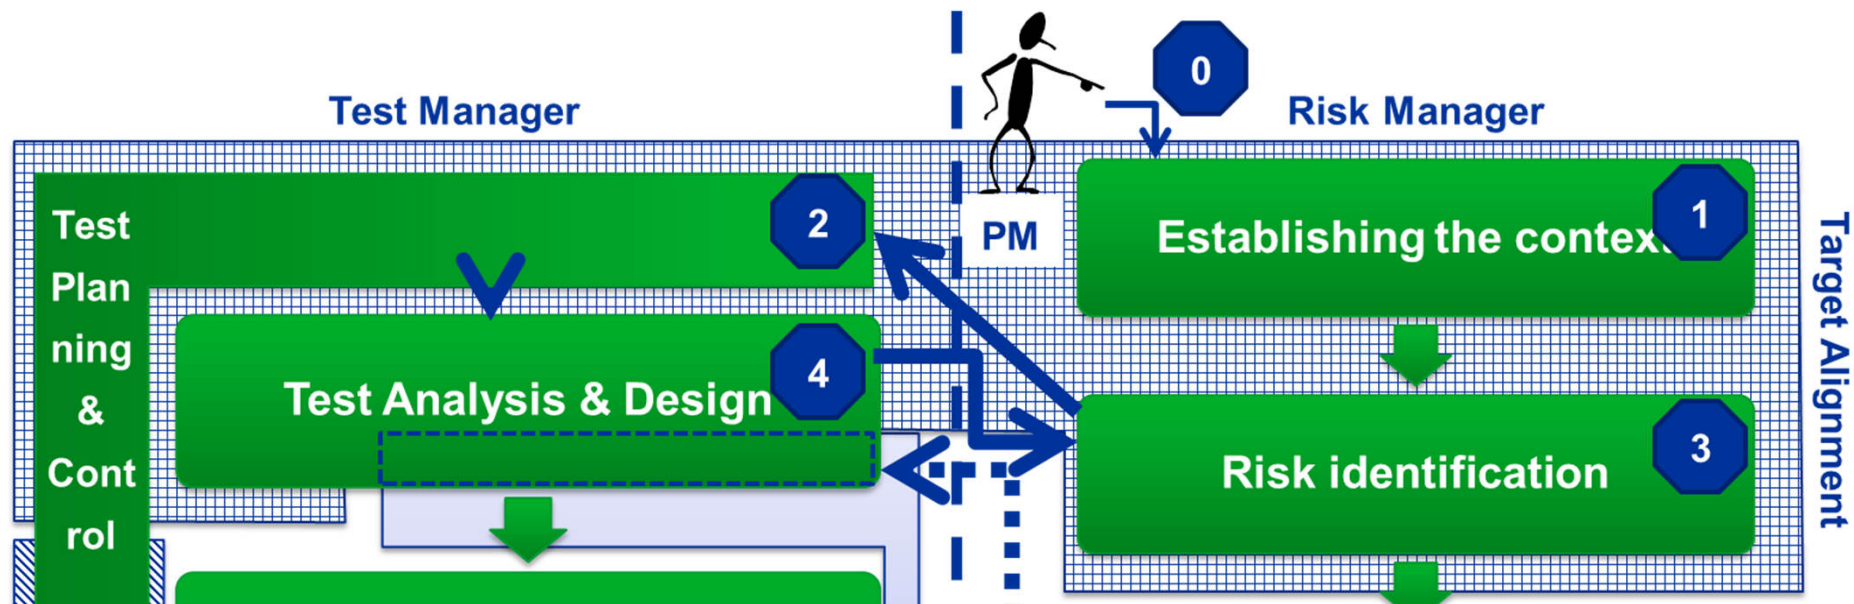 0
Test Manager
Risk Manager
Test
Plan
ning
&
Cont
rol
2
PM
Establishing the context
1
Test Analysis & Design
4
Risk identification
3
Target Alignment